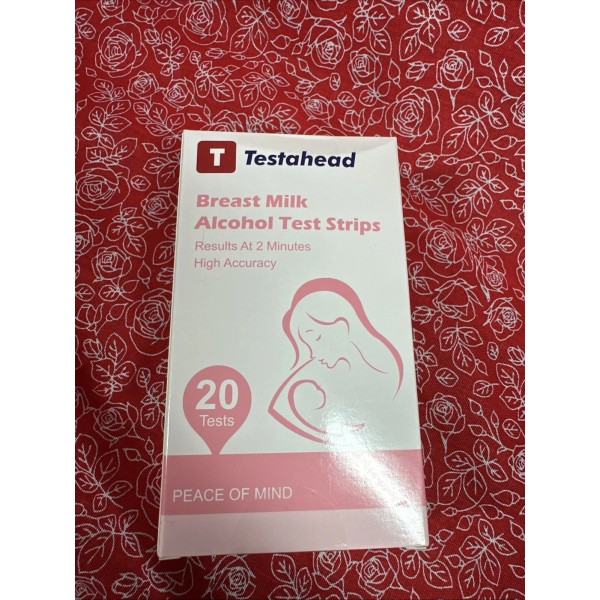 T Testahead
Breast Milk
Alcohol Test Strips
Results At 2 Minutes
High Accuracy
20
Tests
PEACE OF MIND